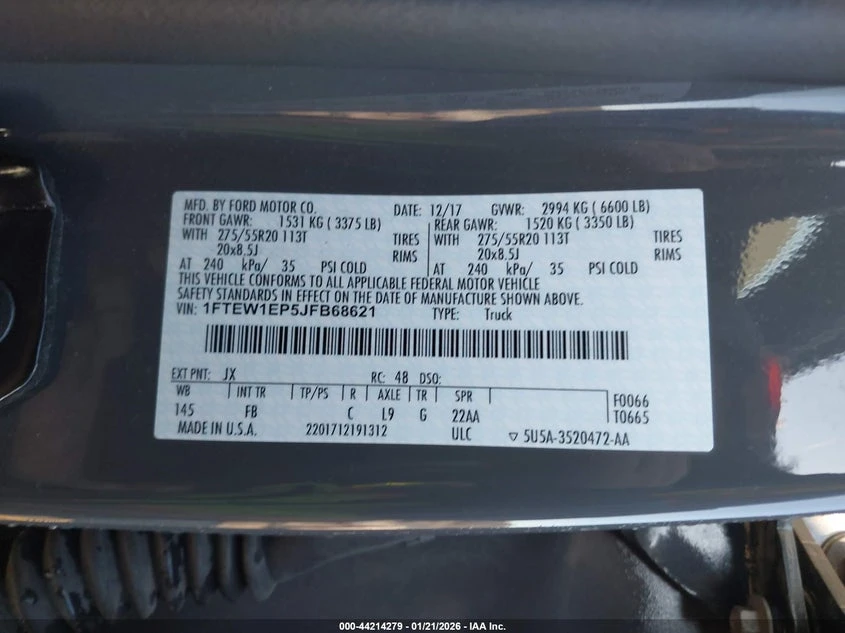 MFD. BY FORD MOTOR CO. DATE: 12/17 GVWR: 2994 KG ( 6600 LB)
FRONT GAWR: 1531 KG ( 3375 LB) REAR GAWR: 1520 KG ( 3350 LB)
WITH 275/55R20 113T TIRES WITH 275/55R20 113T TIRES
20x8.5J RIMS 20x8.5J RIMS
AT 240 kPa/ 35 PSI COLD AT 240 kPa/ 35 PSI COLD
THIS VEHICLE CONFORMS TO ALL APPLICABLE FEDERAL MOTOR VEHICLE
SAFETY STANDARDS IN EFFECT ON THE DATE OF MANUFACTURE SHOWN ABOVE.
VIN: 1FTEW1EP5JFB68621 TYPE: Truck
EXT PNT: JX RC: 48 DSO:
WB INT TR TP/PS R AXLE TR SPR F0066
145 FB C L9 G 22AA T0665
MADE IN U.S.A. 2201712191312 ULC ▽ 5U5A-3520472-AA
000-44214279 - 01/21/2026 - IAA Inc.